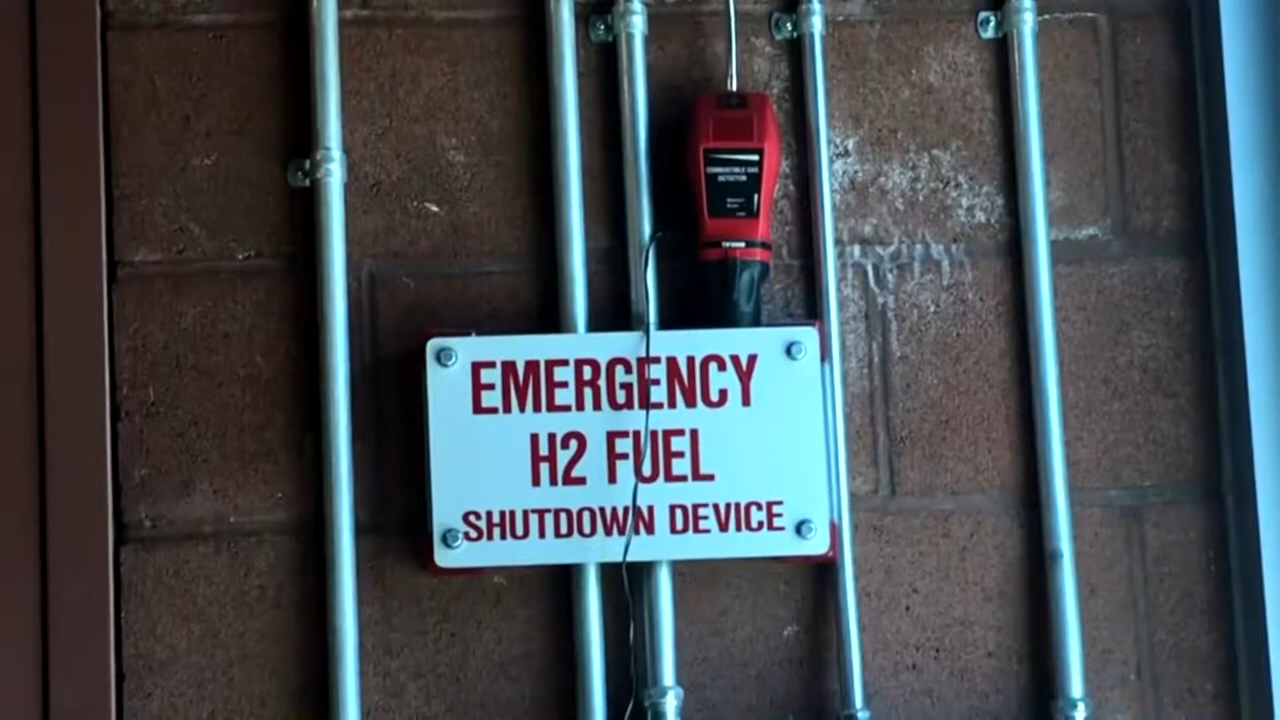 COMBUSTIBLE GAS
DETECTOR
EMERGENCY
H2 FUEL
SHUTDOWN DEVICE